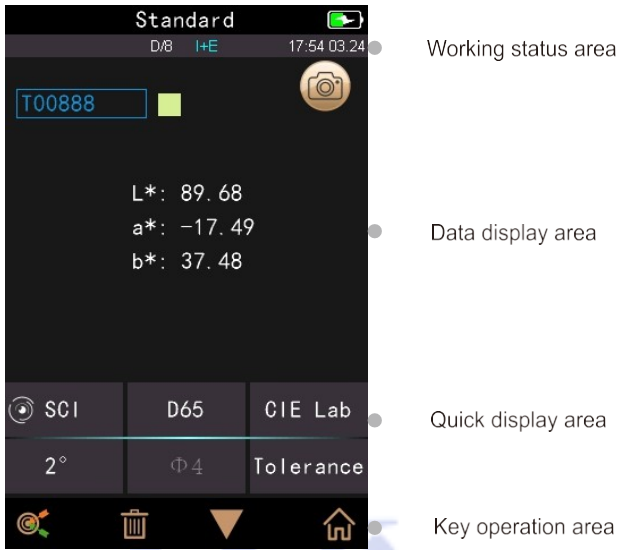 Standard
D/8 I+E 17:54 03.24
Working status area
T00888
L*: 89.68
a*: -17.49
Data display area
b*: 37.48
SCI D65 CIE Lab
Quick display area
2° Φ4 Tolerance
Key operation area